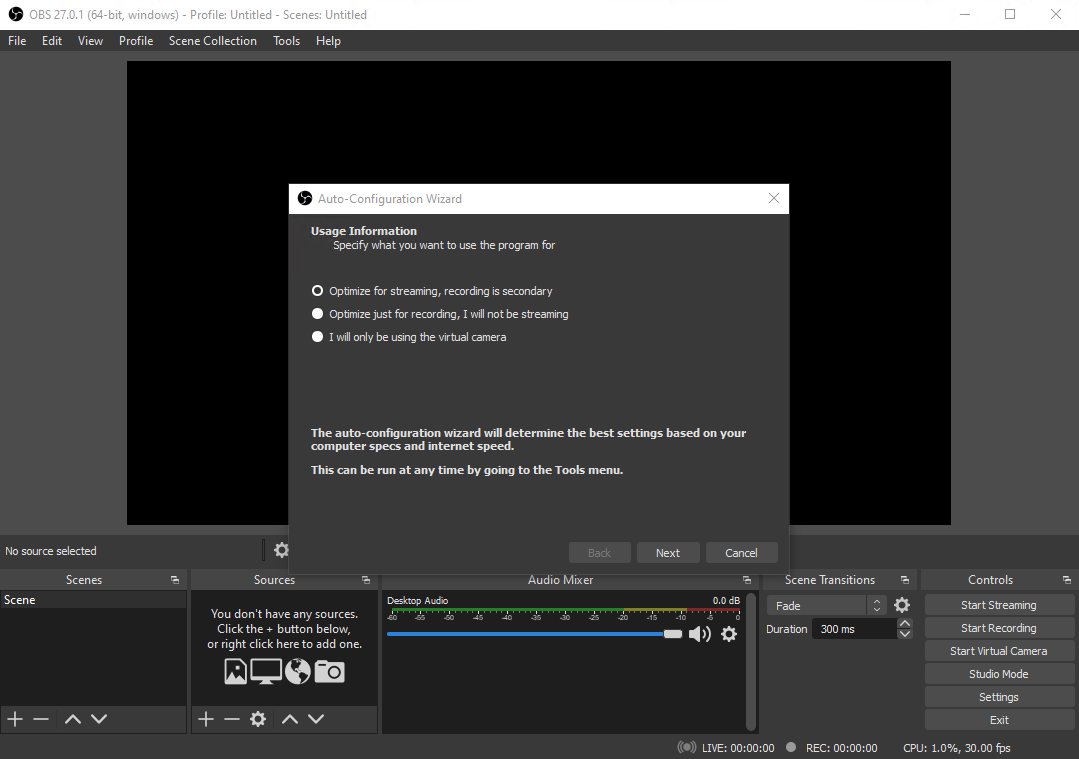 OBS 27.0.1 (64-bit, windows) - Profile: Untitled - Scenes: Untitled
File Edit View Profile Scene Collection Tools Help
Auto-Configuration Wizard
Usage Information
Specify what you want to use the program for
Optimize for streaming, recording is secondary
Optimize just for recording, I will not be streaming
I will only be using the virtual camera
The auto-configuration wizard will determine the best settings based on your
computer specs and internet speed.
This can be run at any time by going to the Tools menu.
Back Next Cancel
No source selected
Scenes
Scene
Sources
You don't have any sources.
Click the + button below,
or right click here to add one.
Audio Mixer
Desktop Audio 0.0 dB
-60 -55 -50 -45 -40 -35 -30 -25 -20 -15 -10 -5 0
Scene Transitions
Fade
Duration 300 ms
Controls
Start Streaming
Start Recording
Start Virtual Camera
Studio Mode
Settings
Exit
LIVE: 00:00:00 REC: 00:00:00 CPU: 1.0%, 30.00 fps